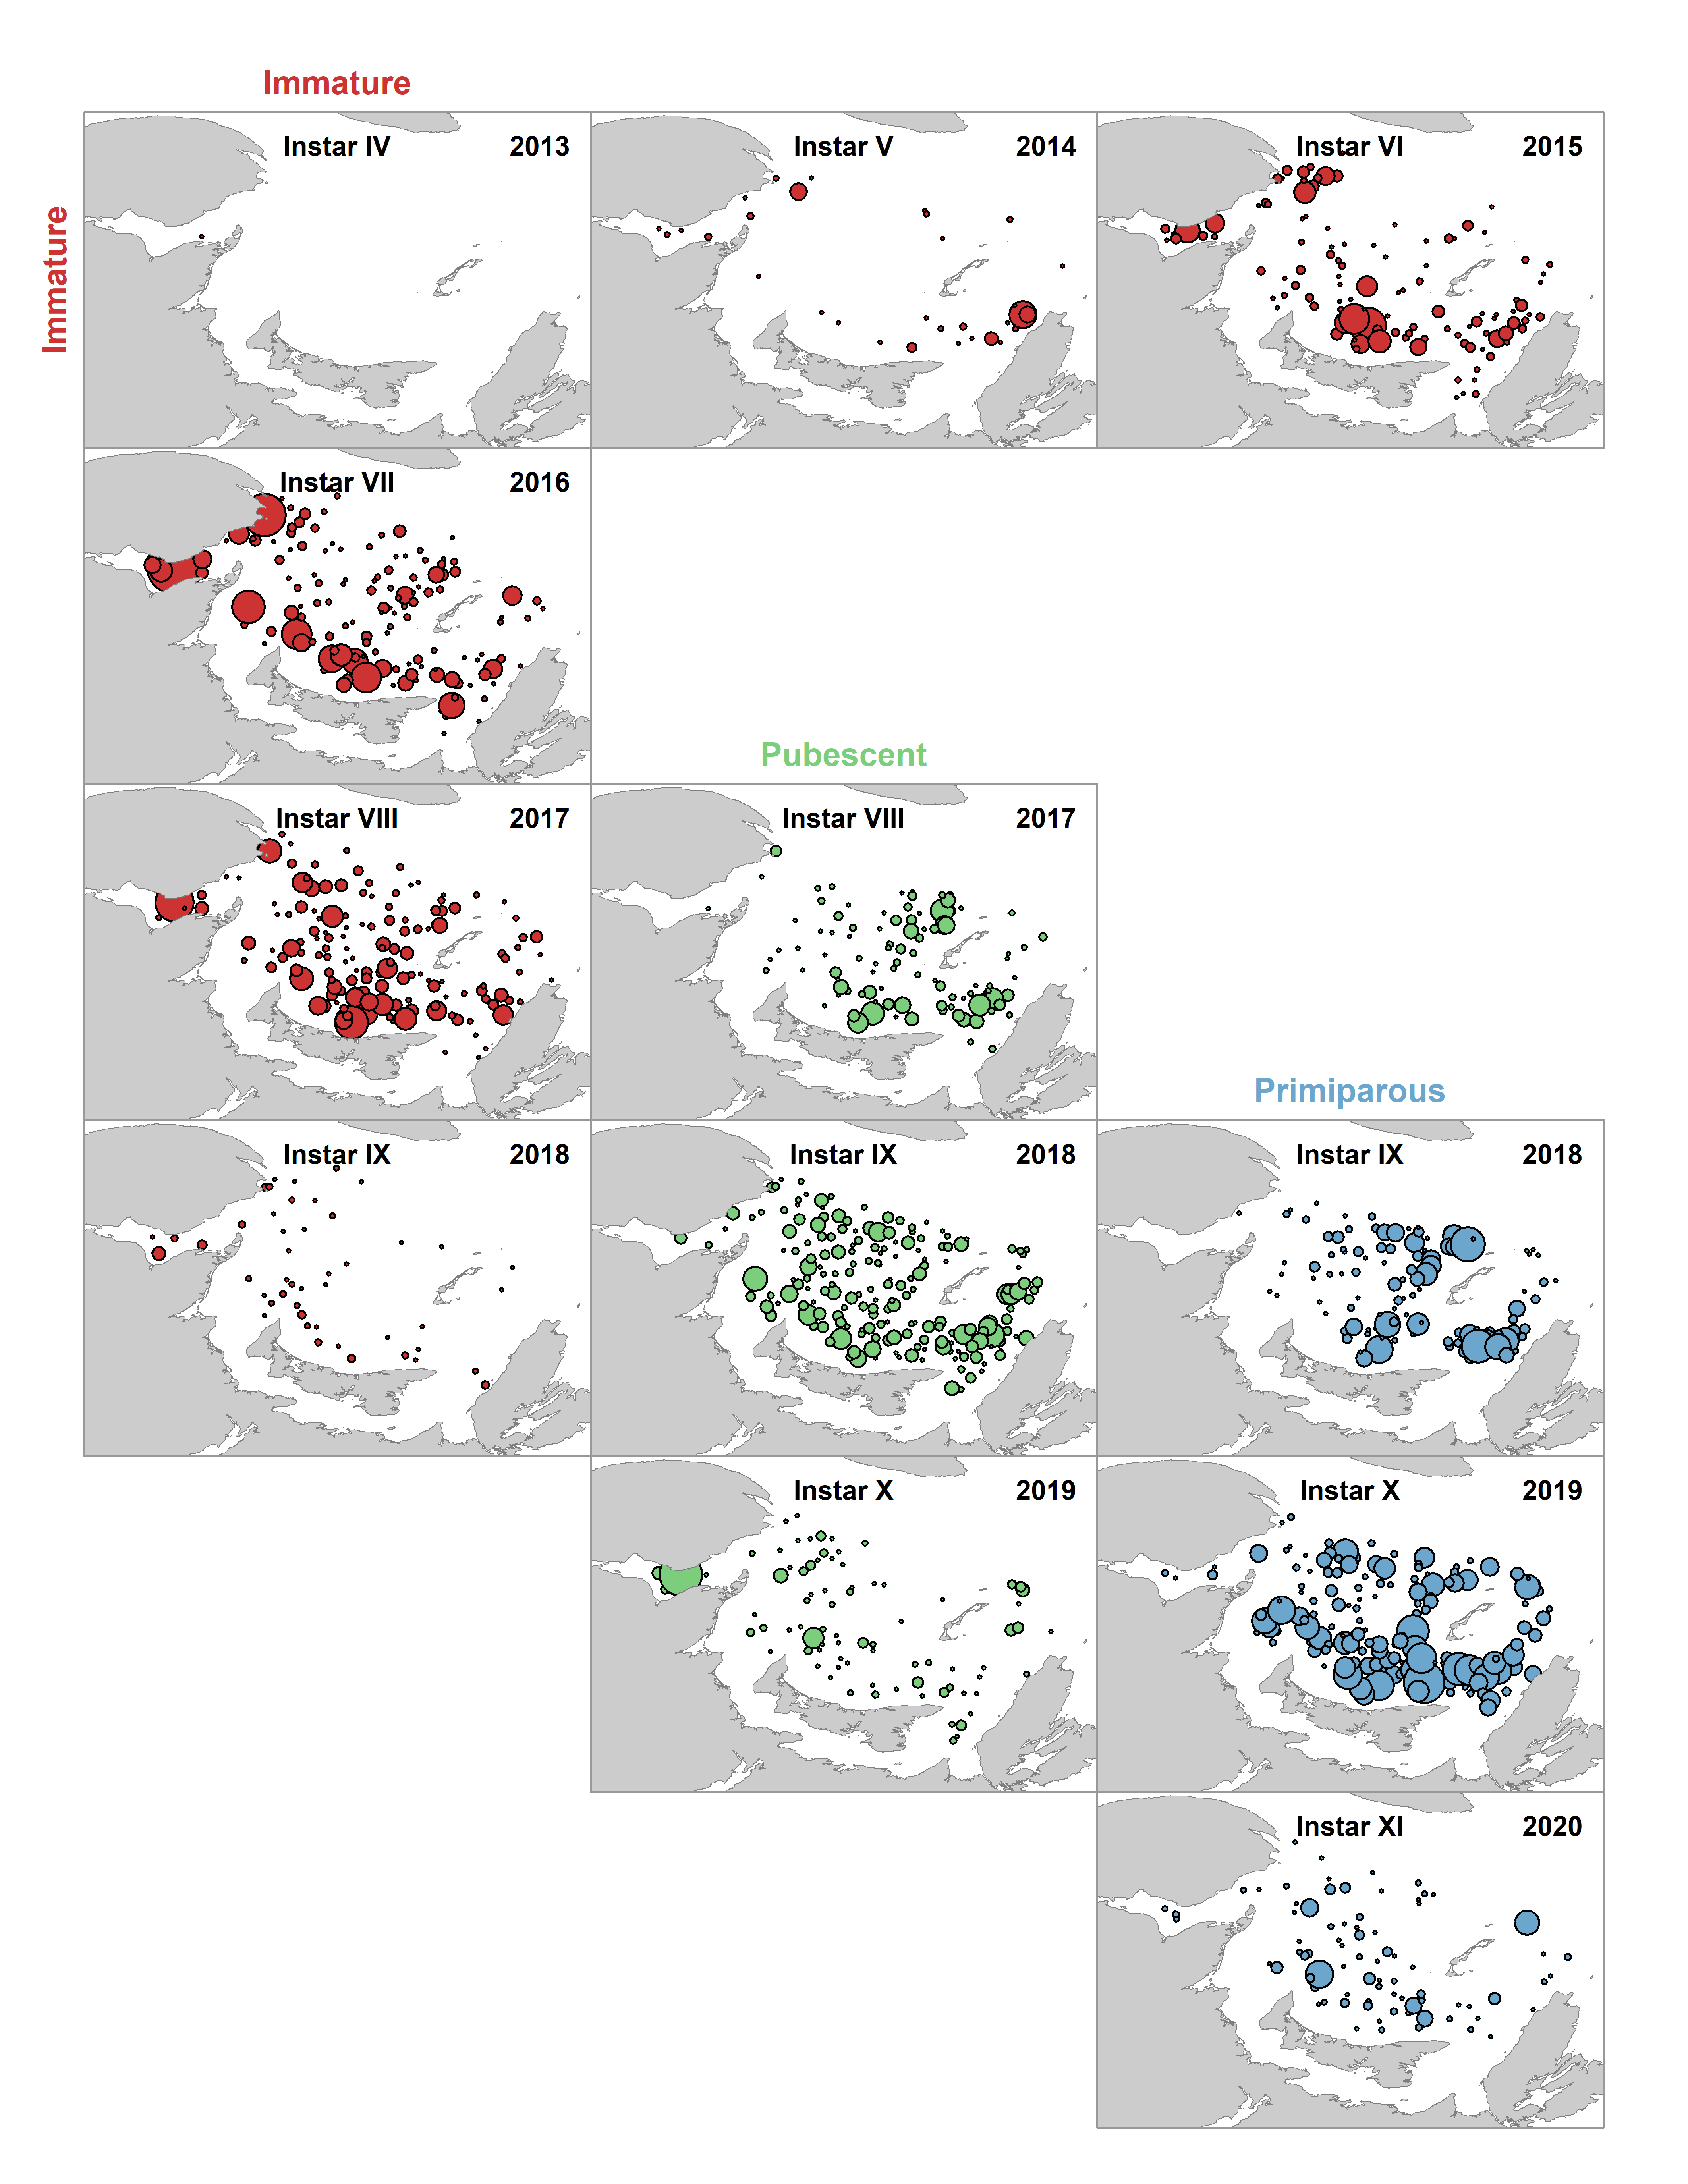 Immature
Immature
Instar IV 2013
Instar V 2014
Instar VI 2015
Instar VII 2016
Pubescent
Instar VIII 2017
Instar VIII 2017
Primiparous
Instar IX 2018
Instar IX 2018
Instar IX 2018
Instar X 2019
Instar X 2019
Instar XI 2020